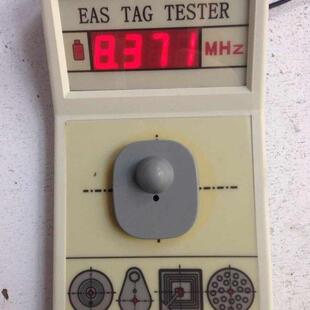 EAS TAG TESTER
8.371 MHz